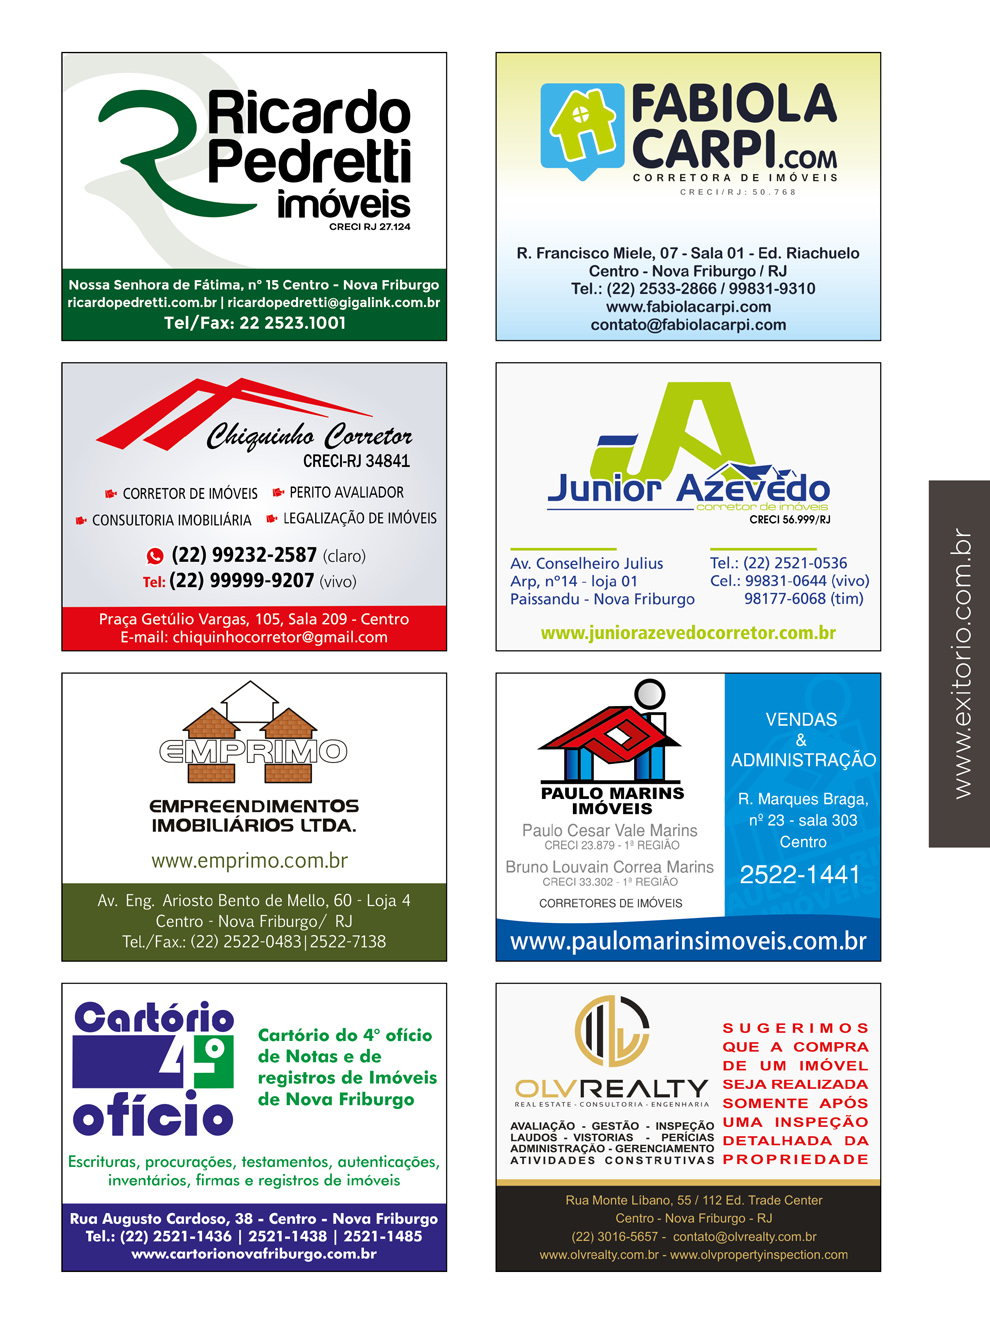 Ricardo
Pedretti
imóveis
CRECI RJ 27.124
Nossa Senhora de Fátima, nº 15 Centro - Nova Friburgo
ricardopedretti.com.br | ricardopedretti@gigalink.com.br
Tel/Fax: 22 2523.1001
FABIOLA
CARPI.COM
CORRETORA DE IMÓVEIS
CRECI/RJ: 50.768
R. Francisco Miele, 07 - Sala 01 - Ed. Riachuelo
Centro - Nova Friburgo / RJ
Tel.: (22) 2533-2866 / 99831-9310
www.fabiolacarpi.com
contato@fabiolacarpi.com
Chiquinho Corretor
CRECI-RJ 34841
CORRETOR DE IMÓVEIS PERITO AVALIADOR
CONSULTORIA IMOBILIÁRIA LEGALIZAÇÃO DE IMÓVEIS
(22) 99232-2587 (claro)
Tel: (22) 99999-9207 (vivo)
Praça Getúlio Vargas, 105, Sala 209 - Centro
E-mail: chiquinhocorretor@gmail.com
JA
Junior Azevedo
corretor de imóveis
CRECI 56.999/RJ
Av. Conselheiro Julius
Arp, nº14 - loja 01
Paissandu - Nova Friburgo
Tel.: (22) 2521-0536
Cel.: 99831-0644 (vivo)
98177-6068 (tim)
www.juniorazevedocorretor.com.br
EMPRIMO
EMPREENDIMENTOS
IMOBILIÁRIOS LTDA.
www.emprimo.com.br
Av. Eng. Ariosto Bento de Mello, 60 - Loja 4
Centro - Nova Friburgo/ RJ
Tel./Fax.: (22) 2522-0483|2522-7138
PAULO MARINS
IMÓVEIS
Paulo Cesar Vale Marins
CRECI 23.879 - 1ª REGIÃO
Bruno Louvain Correa Marins
CRECI 33.302 - 1ª REGIÃO
CORRETORES DE IMÓVEIS
VENDAS
&
ADMINISTRAÇÃO
R. Marques Braga,
nº 23 - sala 303
Centro
2522-1441
www.paulomarinsimoveis.com.br
Cartório
4º
ofício
Cartório do 4º ofício
de Notas e de
registros de Imóveis
de Nova Friburgo
Escrituras, procurações, testamentos, autenticações,
inventários, firmas e registros de imóveis
Rua Augusto Cardoso, 38 - Centro - Nova Friburgo
Tel.: (22) 2521-1436 | 2521-1438 | 2521-1485
www.cartorionovafriburgo.com.br
OLVREALTY
REAL ESTATE - CONSULTORIA - ENGENHARIA
AVALIAÇÃO - GESTÃO - INSPEÇÃO
LAUDOS - VISTORIAS - PERÍCIAS
ADMINISTRAÇÃO - GERENCIAMENTO
ATIVIDADES CONSTRUTIVAS
SUGERIMOS
QUE A COMPRA
DE UM IMÓVEL
SEJA REALIZADA
SOMENTE APÓS
UMA INSPEÇÃO
DETALHADA DA
PROPRIEDADE
Rua Monte Líbano, 55 / 112 Ed. Trade Center
Centro - Nova Friburgo - RJ
(22) 3016-5657 - contato@olvrealty.com.br
www.olvrealty.com.br - www.olvpropertyinspection.com
www.exitorio.com.br